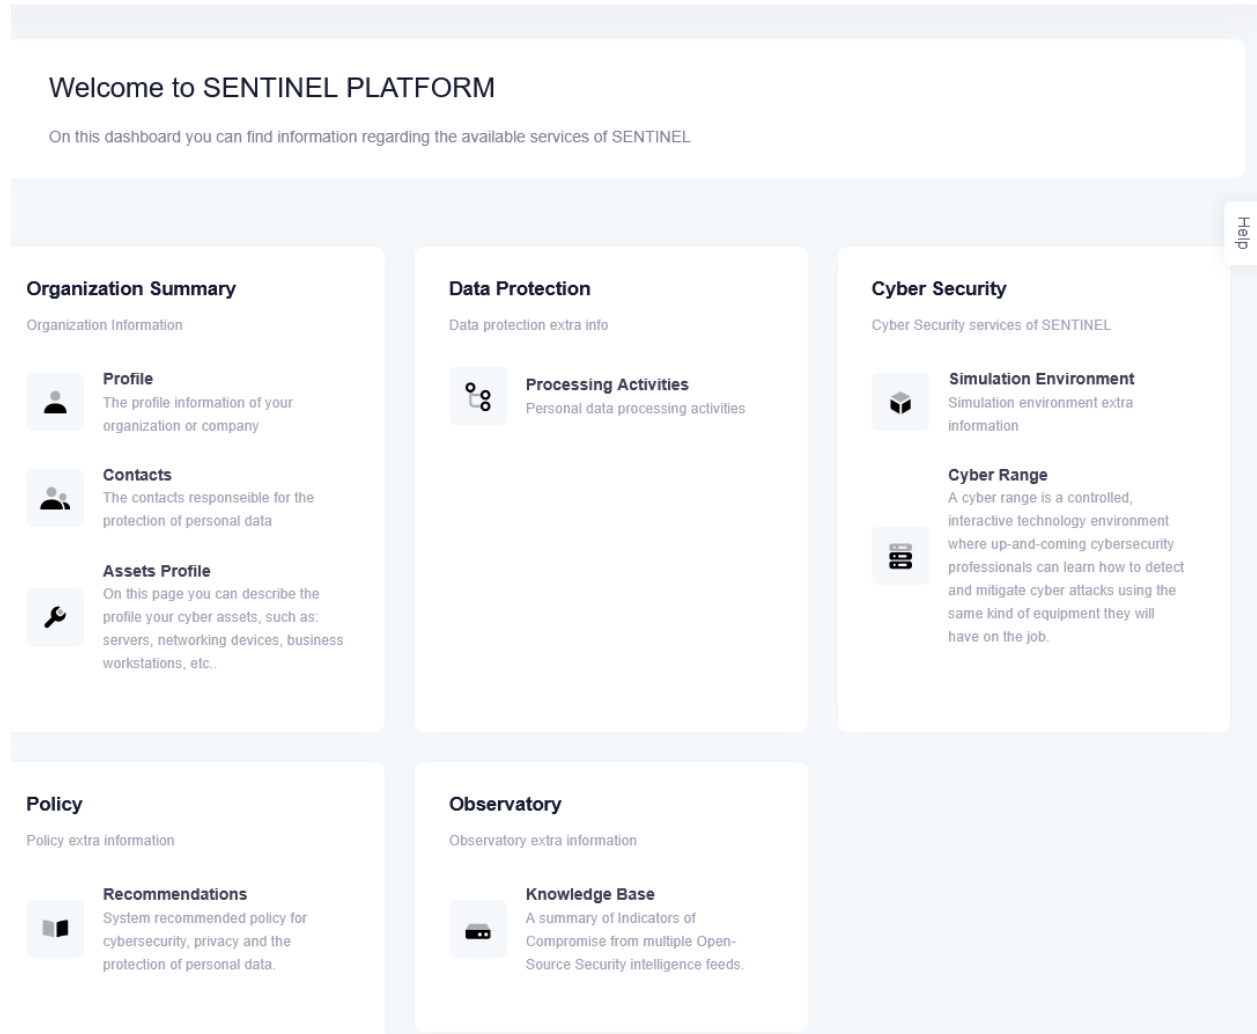 Welcome to SENTINEL PLATFORM
On this dashboard you can find information regarding the available services of SENTINEL
Help
Organization Summary
Organization Information
Profile
The profile information of your
organization or company
Contacts
The contacts responseible for the
protection of personal data
Assets Profile
On this page you can describe the
profile your cyber assets, such as:
servers, networking devices, business
workstations, etc..
Data Protection
Data protection extra info
Processing Activities
Personal data processing activities
Cyber Security
Cyber Security services of SENTINEL
Simulation Environment
Simulation environment extra
information
Cyber Range
A cyber range is a controlled,
interactive technology environment
where up-and-coming cybersecurity
professionals can learn how to detect
and mitigate cyber attacks using the
same kind of equipment they will
have on the job.
Policy
Policy extra information
Recommendations
System recommended policy for
cybersecurity, privacy and the
protection of personal data.
Observatory
Observatory extra information
Knowledge Base
A summary of Indicators of
Compromise from multiple Open-
Source Security intelligence feeds.